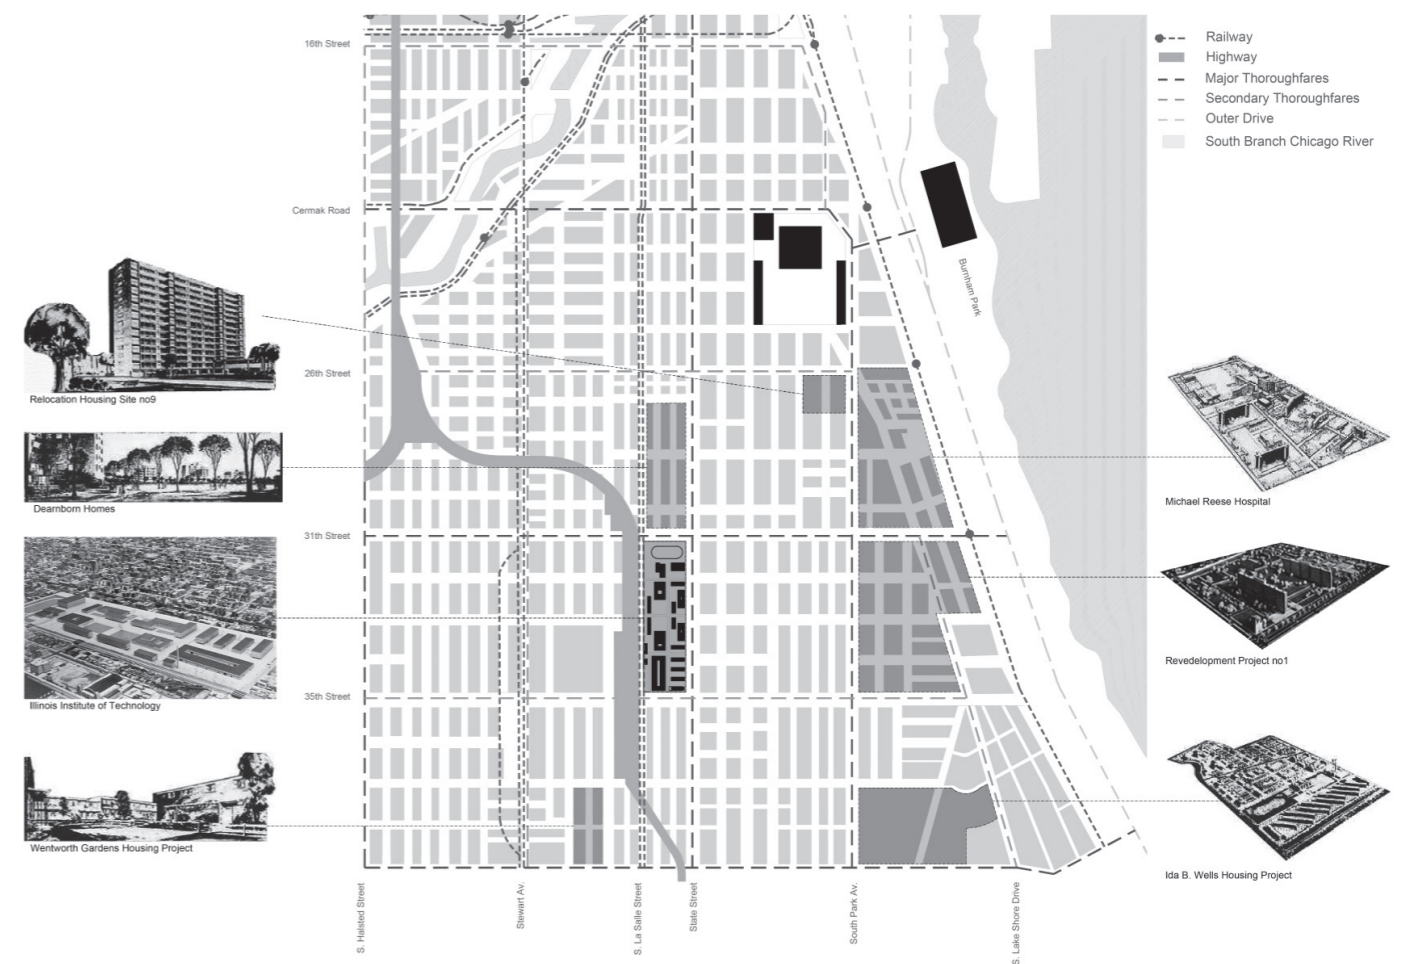 16th Street
Cermak Road
26th Street
31th Street
35th Street
Railway
Highway
Major Thoroughfares
Secondary Thoroughfares
Outer Drive
South Branch Chicago River
Burnham Park
Relocation Housing Site no9
Dearnborn Homes
Illinois Institute of Technology
Wentworth Gardens Housing Project
Michael Reese Hospital
Revedelopment Project no1
Ida B. Wells Housing Project
S. Halsted Street
Stewart Av.
S. La Salle Street
State Street
South Park Av.
S. Lake Shore Drive